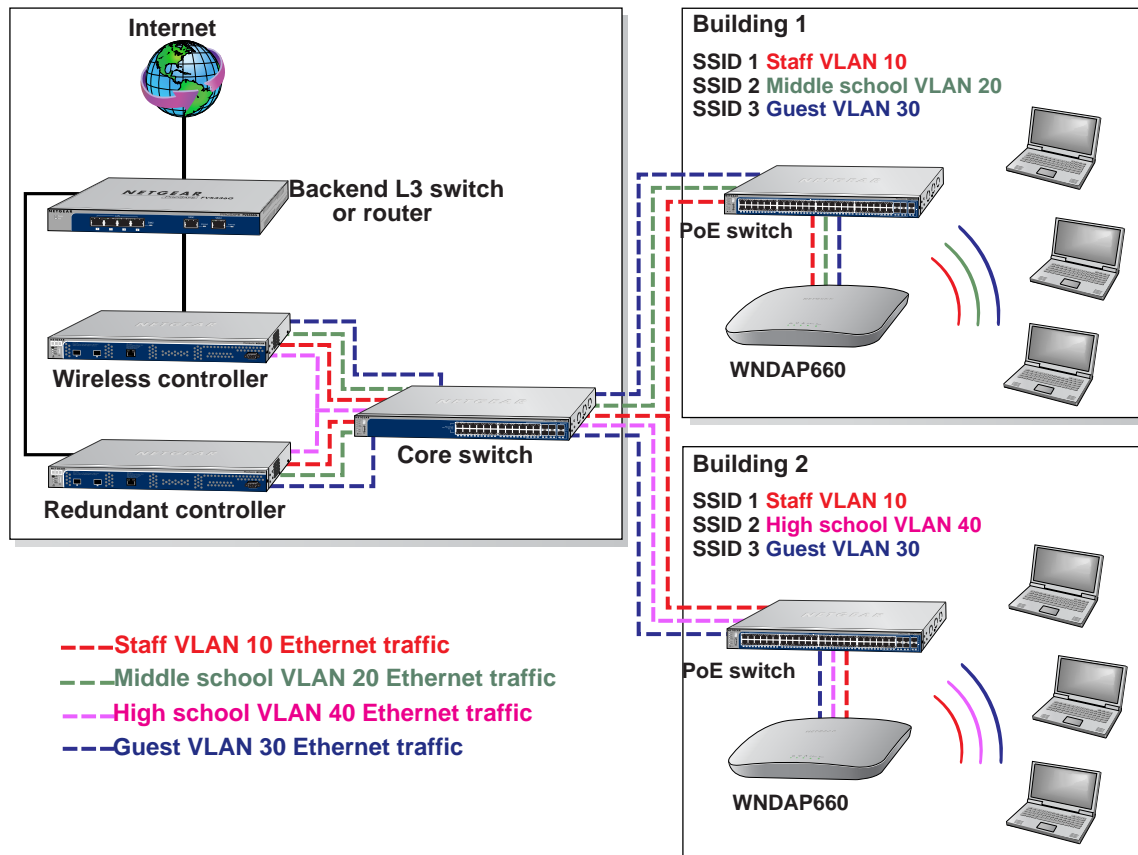 Internet
NETGEAR
Backend L3 switch
or router
Wireless controller
NETGEAR
Core switch
Redundant controller
Building 1
SSID 1 Staff VLAN 10
SSID 2 Middle school VLAN 20
SSID 3 Guest VLAN 30
PoE switch
WNDAP660
Building 2
SSID 1 Staff VLAN 10
SSID 2 High school VLAN 40
SSID 3 Guest VLAN 30
PoE switch
WNDAP660
Staff VLAN 10 Ethernet traffic
Middle school VLAN 20 Ethernet traffic
High school VLAN 40 Ethernet traffic
Guest VLAN 30 Ethernet traffic